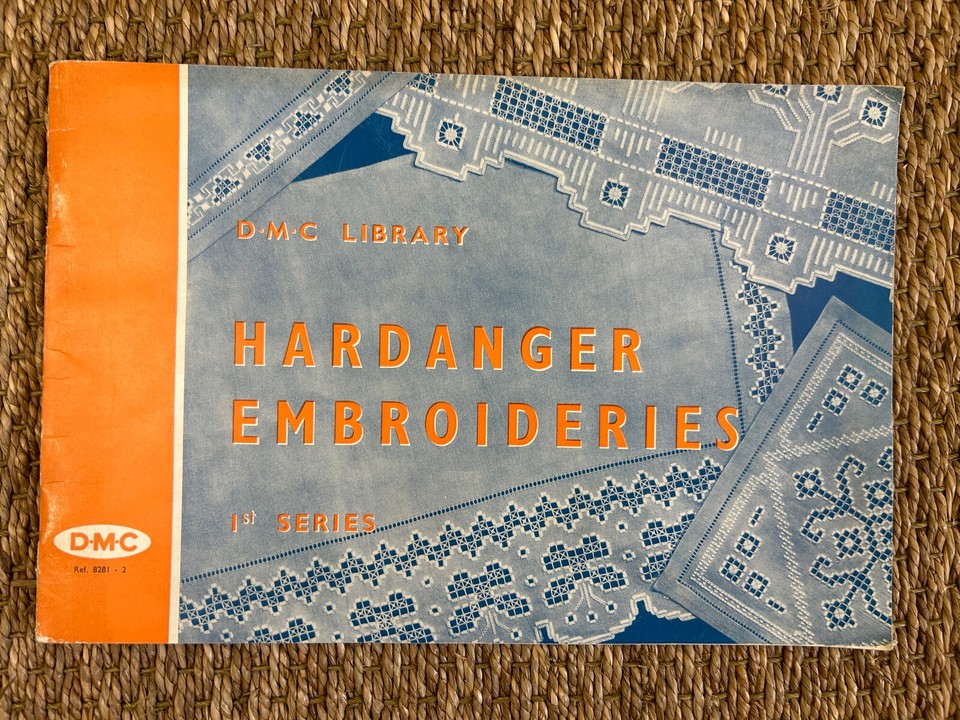 D·M·C LIBRARY
HARDANGER
EMBROIDERIES
1st SERIES
D·M·C
Ref. 8281 - 2